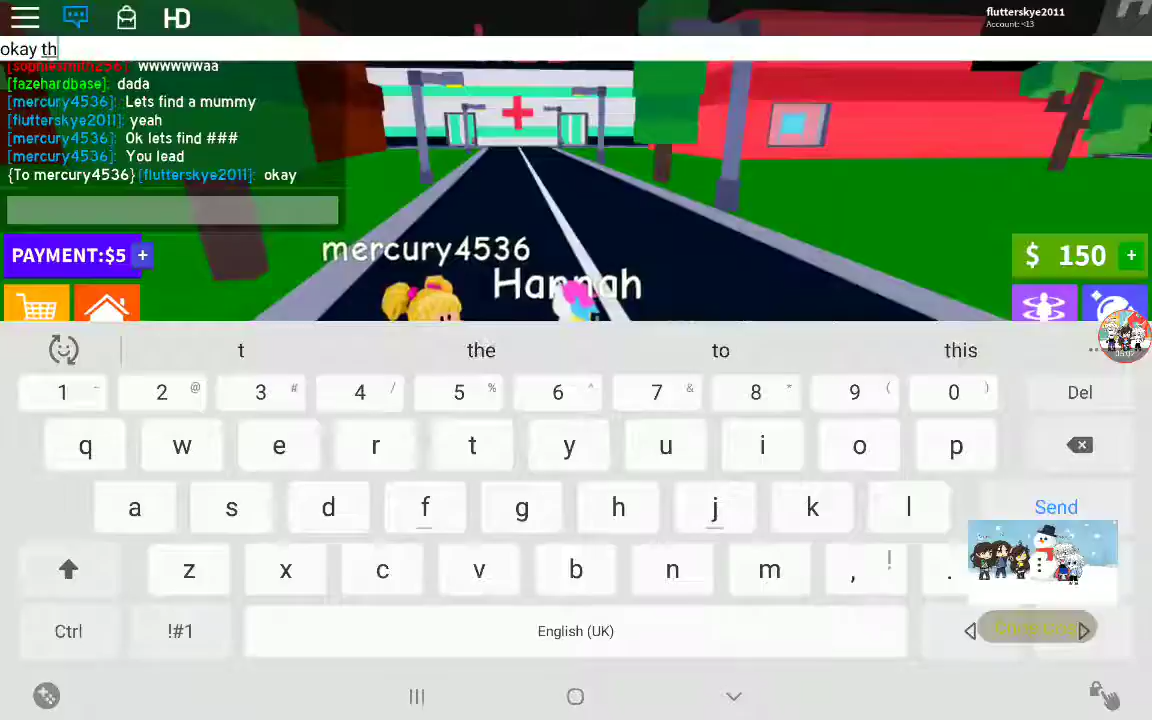 HD
flutterskye2011
Account: <13
okay th
[sophiesmith256]: wwwwwwwaa
[fazehardbase]: dada
[mercury4536]: Lets find a mummy
[flutterskye2011]: yeah
[mercury4536]: Ok lets find ###
[mercury4536]: You lead
{To mercury4536}[flutterskye2011]: okay
PAYMENT:$5 +
mercury4536
Hannah
$ 150 +
t the to this
1 - 2 @ 3 # 4 / 5 % 6 ^ 7 & 8 * 9 ( 0 ) Del
q w e r t y u i o p
a s d f g h j k l Send
z x c v b n m , ! .
Ctrl !#1 English (UK)